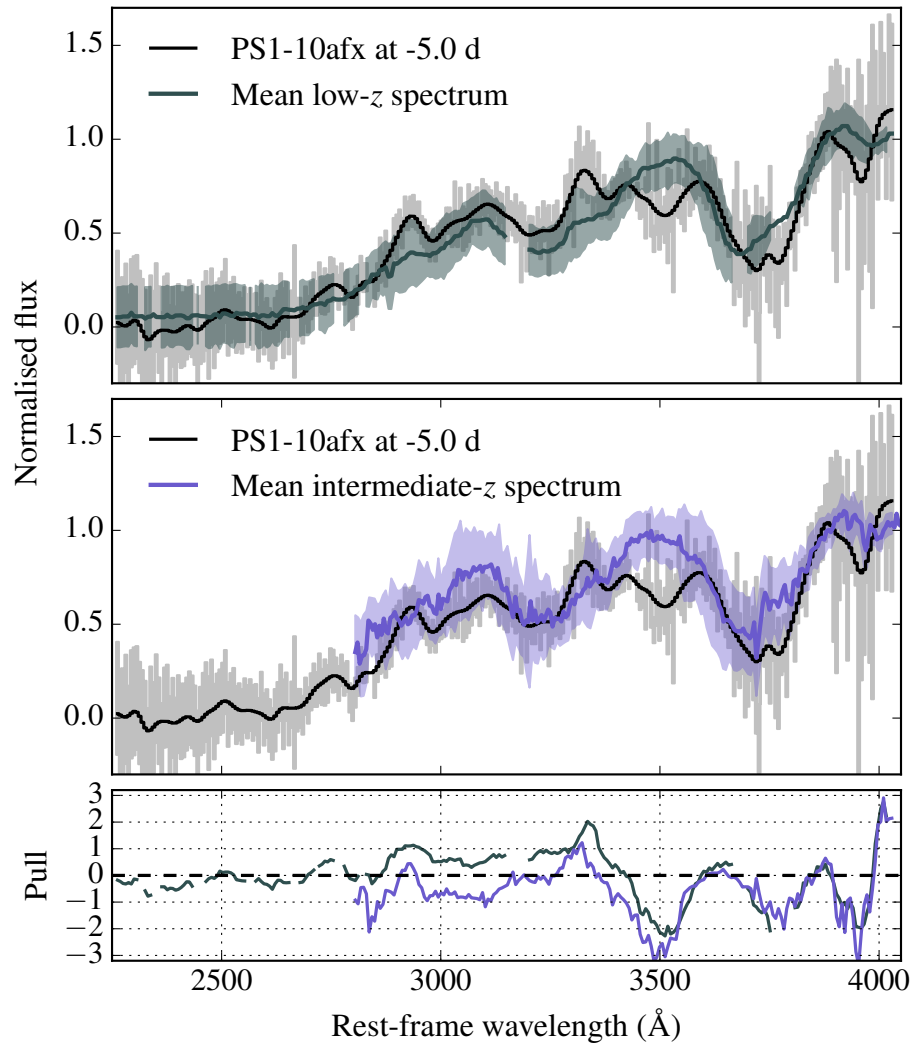 1.5
PS1-10afx at -5.0 d
Mean low-z spectrum
1.0
0.5
0.0
Normalised flux
1.5
PS1-10afx at -5.0 d
Mean intermediate-z spectrum
1.0
0.5
0.0
3
2
1
0
−1
−2
−3
Pull
2500 3000 3500 4000
Rest-frame wavelength (Å)